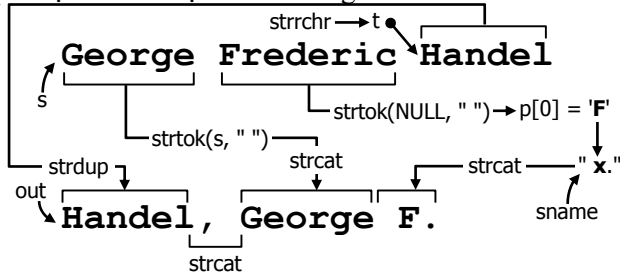 strrchr t
George Frederic Handel
s
strtok(NULL, " ") p[0] = 'F'
strtok(s, " ")
strcat
strdup strcat " x."
out
Handel, George F.
sname
strcat